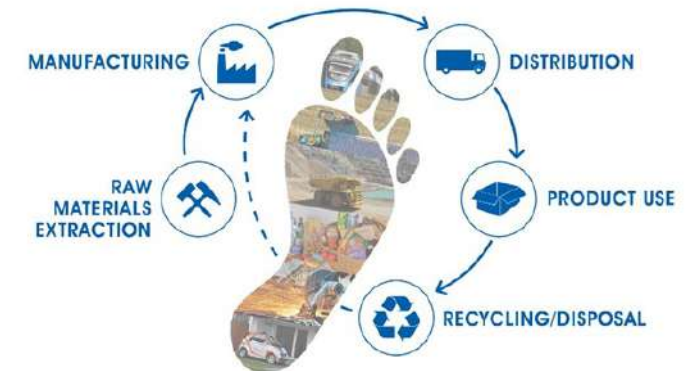 MANUFACTURING
DISTRIBUTION
RAW
MATERIALS
EXTRACTION
PRODUCT USE
RECYCLING/DISPOSAL